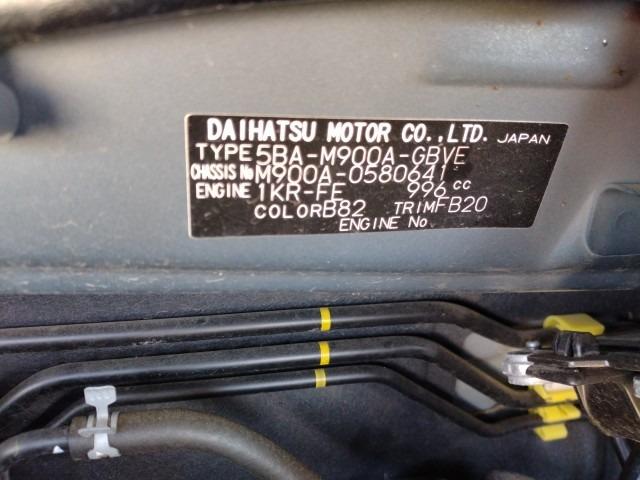 DAIHATSU MOTOR CO.,LTD. JAPAN
TYPE 5BA-M900A-GBVE
CHASSIS No M900A-0580641
ENGINE 1KR-FE 996 cc
COLOR B82 TRIM FB20
ENGINE No